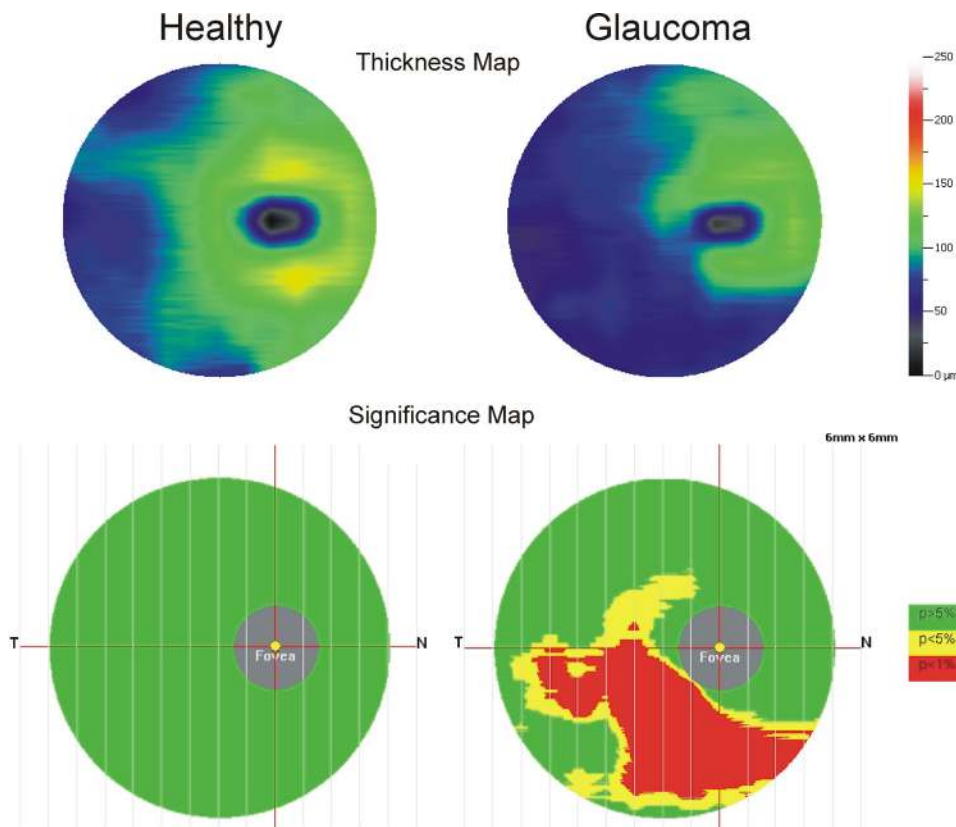 Healthy
Glaucoma
Thickness Map
250
200
150
100
50
0 µm
Significance Map
6mm x 6mm
T
Fovea
N
T
Fovea
N
p>5%
p<5%
p<1%